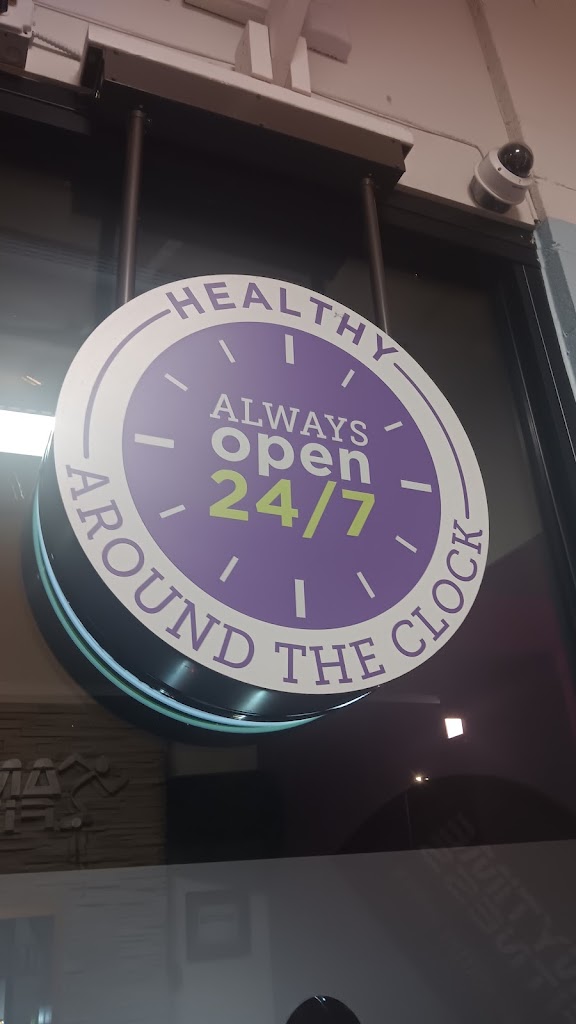 HEALTHY
ALWAYS
open
24/7
AROUND THE CLOCK